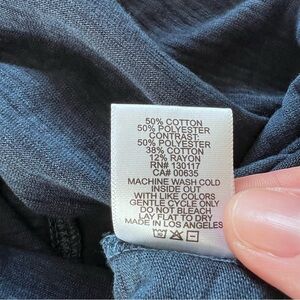 50% COTTON
50% POLYESTER
CONTRAST:
50% POLYESTER
38% COTTON
12% RAYON
RN# 130117
CA# 00635
MACHINE WASH COLD
INSIDE OUT
WITH LIKE COLORS
GENTLE CYCLE ONLY
DO NOT BLEACH
LAY FLAT TO DRY
MADE IN LOS ANGELES